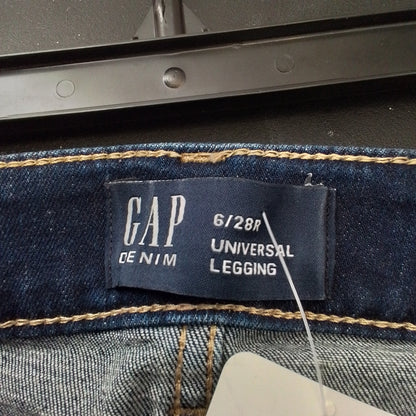 GAP
DENIM
6/28R
UNIVERSAL
LEGGING